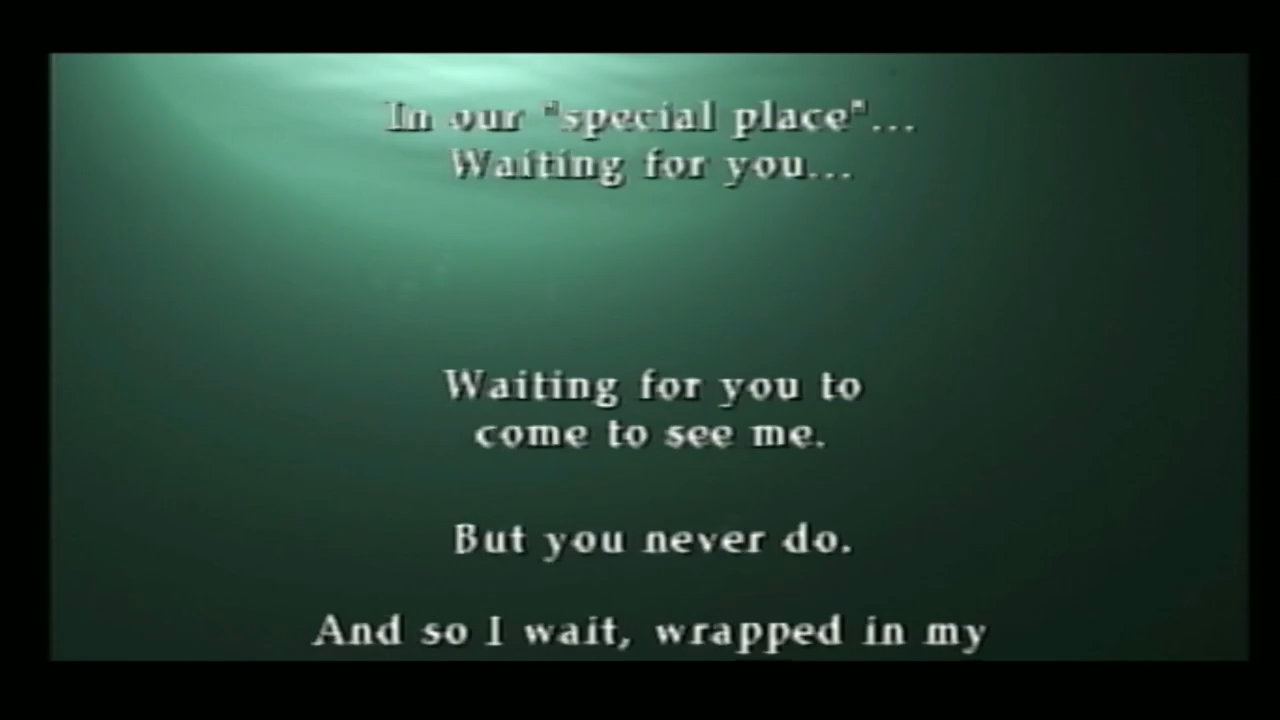 In our "special place"...
Waiting for you...
Waiting for you to
come to see me.
But you never do.
And so I wait, wrapped in my